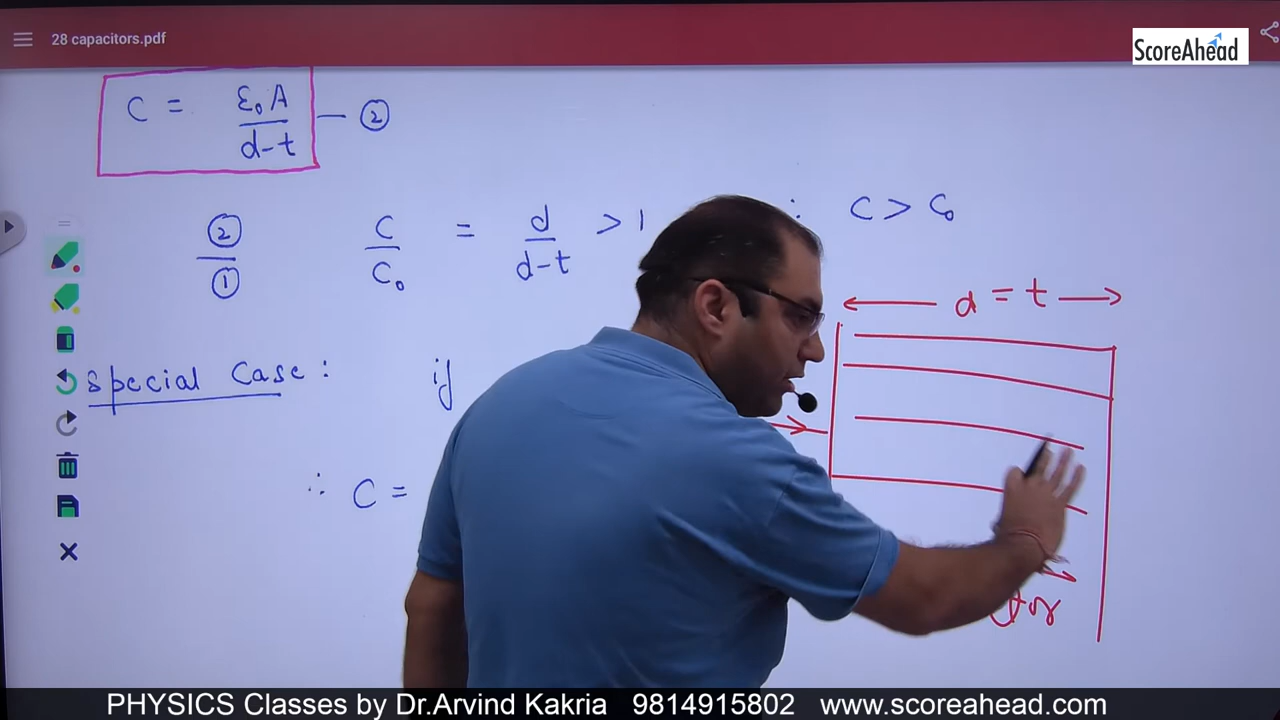 28 capacitors.pdf
ScoreAhead
C = ε₀ A / d-t — ②
②/① C/C₀ = d/d-t > 1 ∴ C > C₀
d = t
special Case : if
∴ C =
PHYSICS Classes by Dr.Arvind Kakria 9814915802 www.scoreahead.com